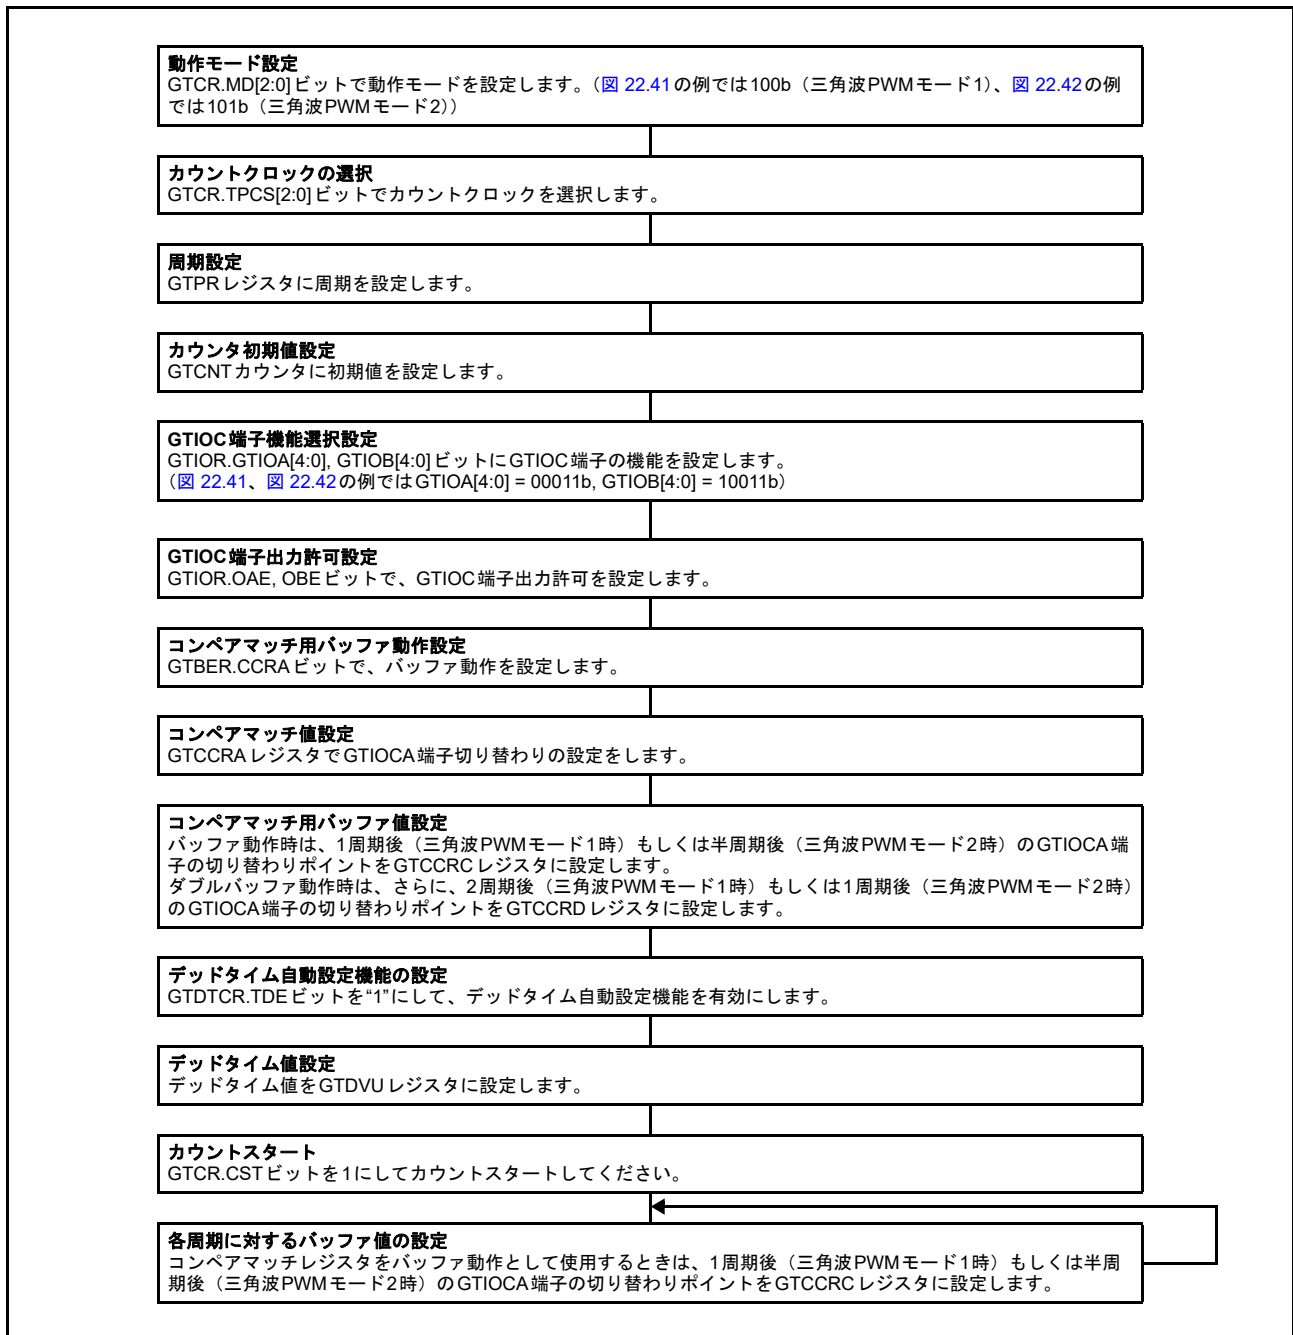 動作モード設定
GTCR.MD[2:0]ビットで動作モードを設定します。（図 22.41の例では100b（三角波PWMモード1）、図 22.42の例
では101b（三角波PWMモード2））
カウントクロックの選択
GTCR.TPCS[2:0]ビットでカウントクロックを選択します。
周期設定
GTPRレジスタに周期を設定します。
カウンタ初期値設定
GTCNTカウンタに初期値を設定します。
GTIOC端子機能選択設定
GTIOR.GTIOA[4:0], GTIOB[4:0]ビットにGTIOC端子の機能を設定します。
（図 22.41、図 22.42の例ではGTIOA[4:0] = 00011b, GTIOB[4:0] = 10011b）
GTIOC端子出力許可設定
GTIOR.OAE, OBEビットで、GTIOC端子出力許可を設定します。
コンペアマッチ用バッファ動作設定
GTBER.CCRAビットで、バッファ動作を設定します。
コンペアマッチ値設定
GTCCRAレジスタでGTIOCA端子切り替わりの設定をします。
コンペアマッチ用バッファ値設定
バッファ動作時は、1周期後（三角波PWMモード1時）もしくは半周期後（三角波PWMモード2時）のGTIOCA端
子の切り替わりポイントをGTCCRCレジスタに設定します。
ダブルバッファ動作時は、さらに、2周期後（三角波PWMモード1時）もしくは1周期後（三角波PWMモード2時）
のGTIOCA端子の切り替わりポイントをGTCCRDレジスタに設定します。
デッドタイム自動設定機能の設定
GTDTCR.TDEビットを“1”にして、デッドタイム自動設定機能を有効にします。
デッドタイム値設定
デッドタイム値をGTDVUレジスタに設定します。
カウントスタート
GTCR.CSTビットを1にしてカウントスタートしてください。
各周期に対するバッファ値の設定
コンペアマッチレジスタをバッファ動作として使用するときは、1周期後（三角波PWMモード1時）もしくは半周
期後（三角波PWMモード2時）のGTIOCA端子の切り替わりポイントをGTCCRCレジスタに設定します。